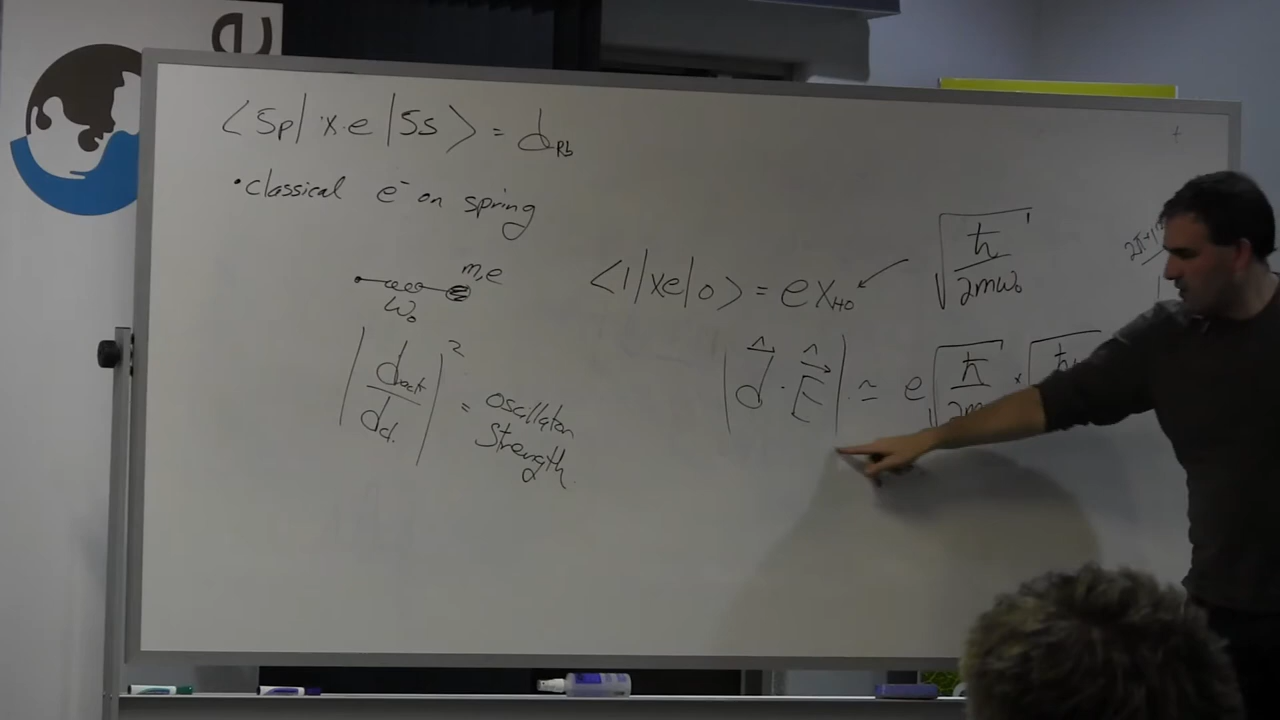 e
⟨5p| x·e |5s⟩ = d_Rb
• classical e⁻ on spring
m,e
ω₀
|d_act / d_cl.|² = oscillator strength.
⟨1|xe|0⟩ = e x_HO ← √(ħ / 2mω₀)
|d̂ · Ê| ≃ e √(ħ / 2m × √(ħ